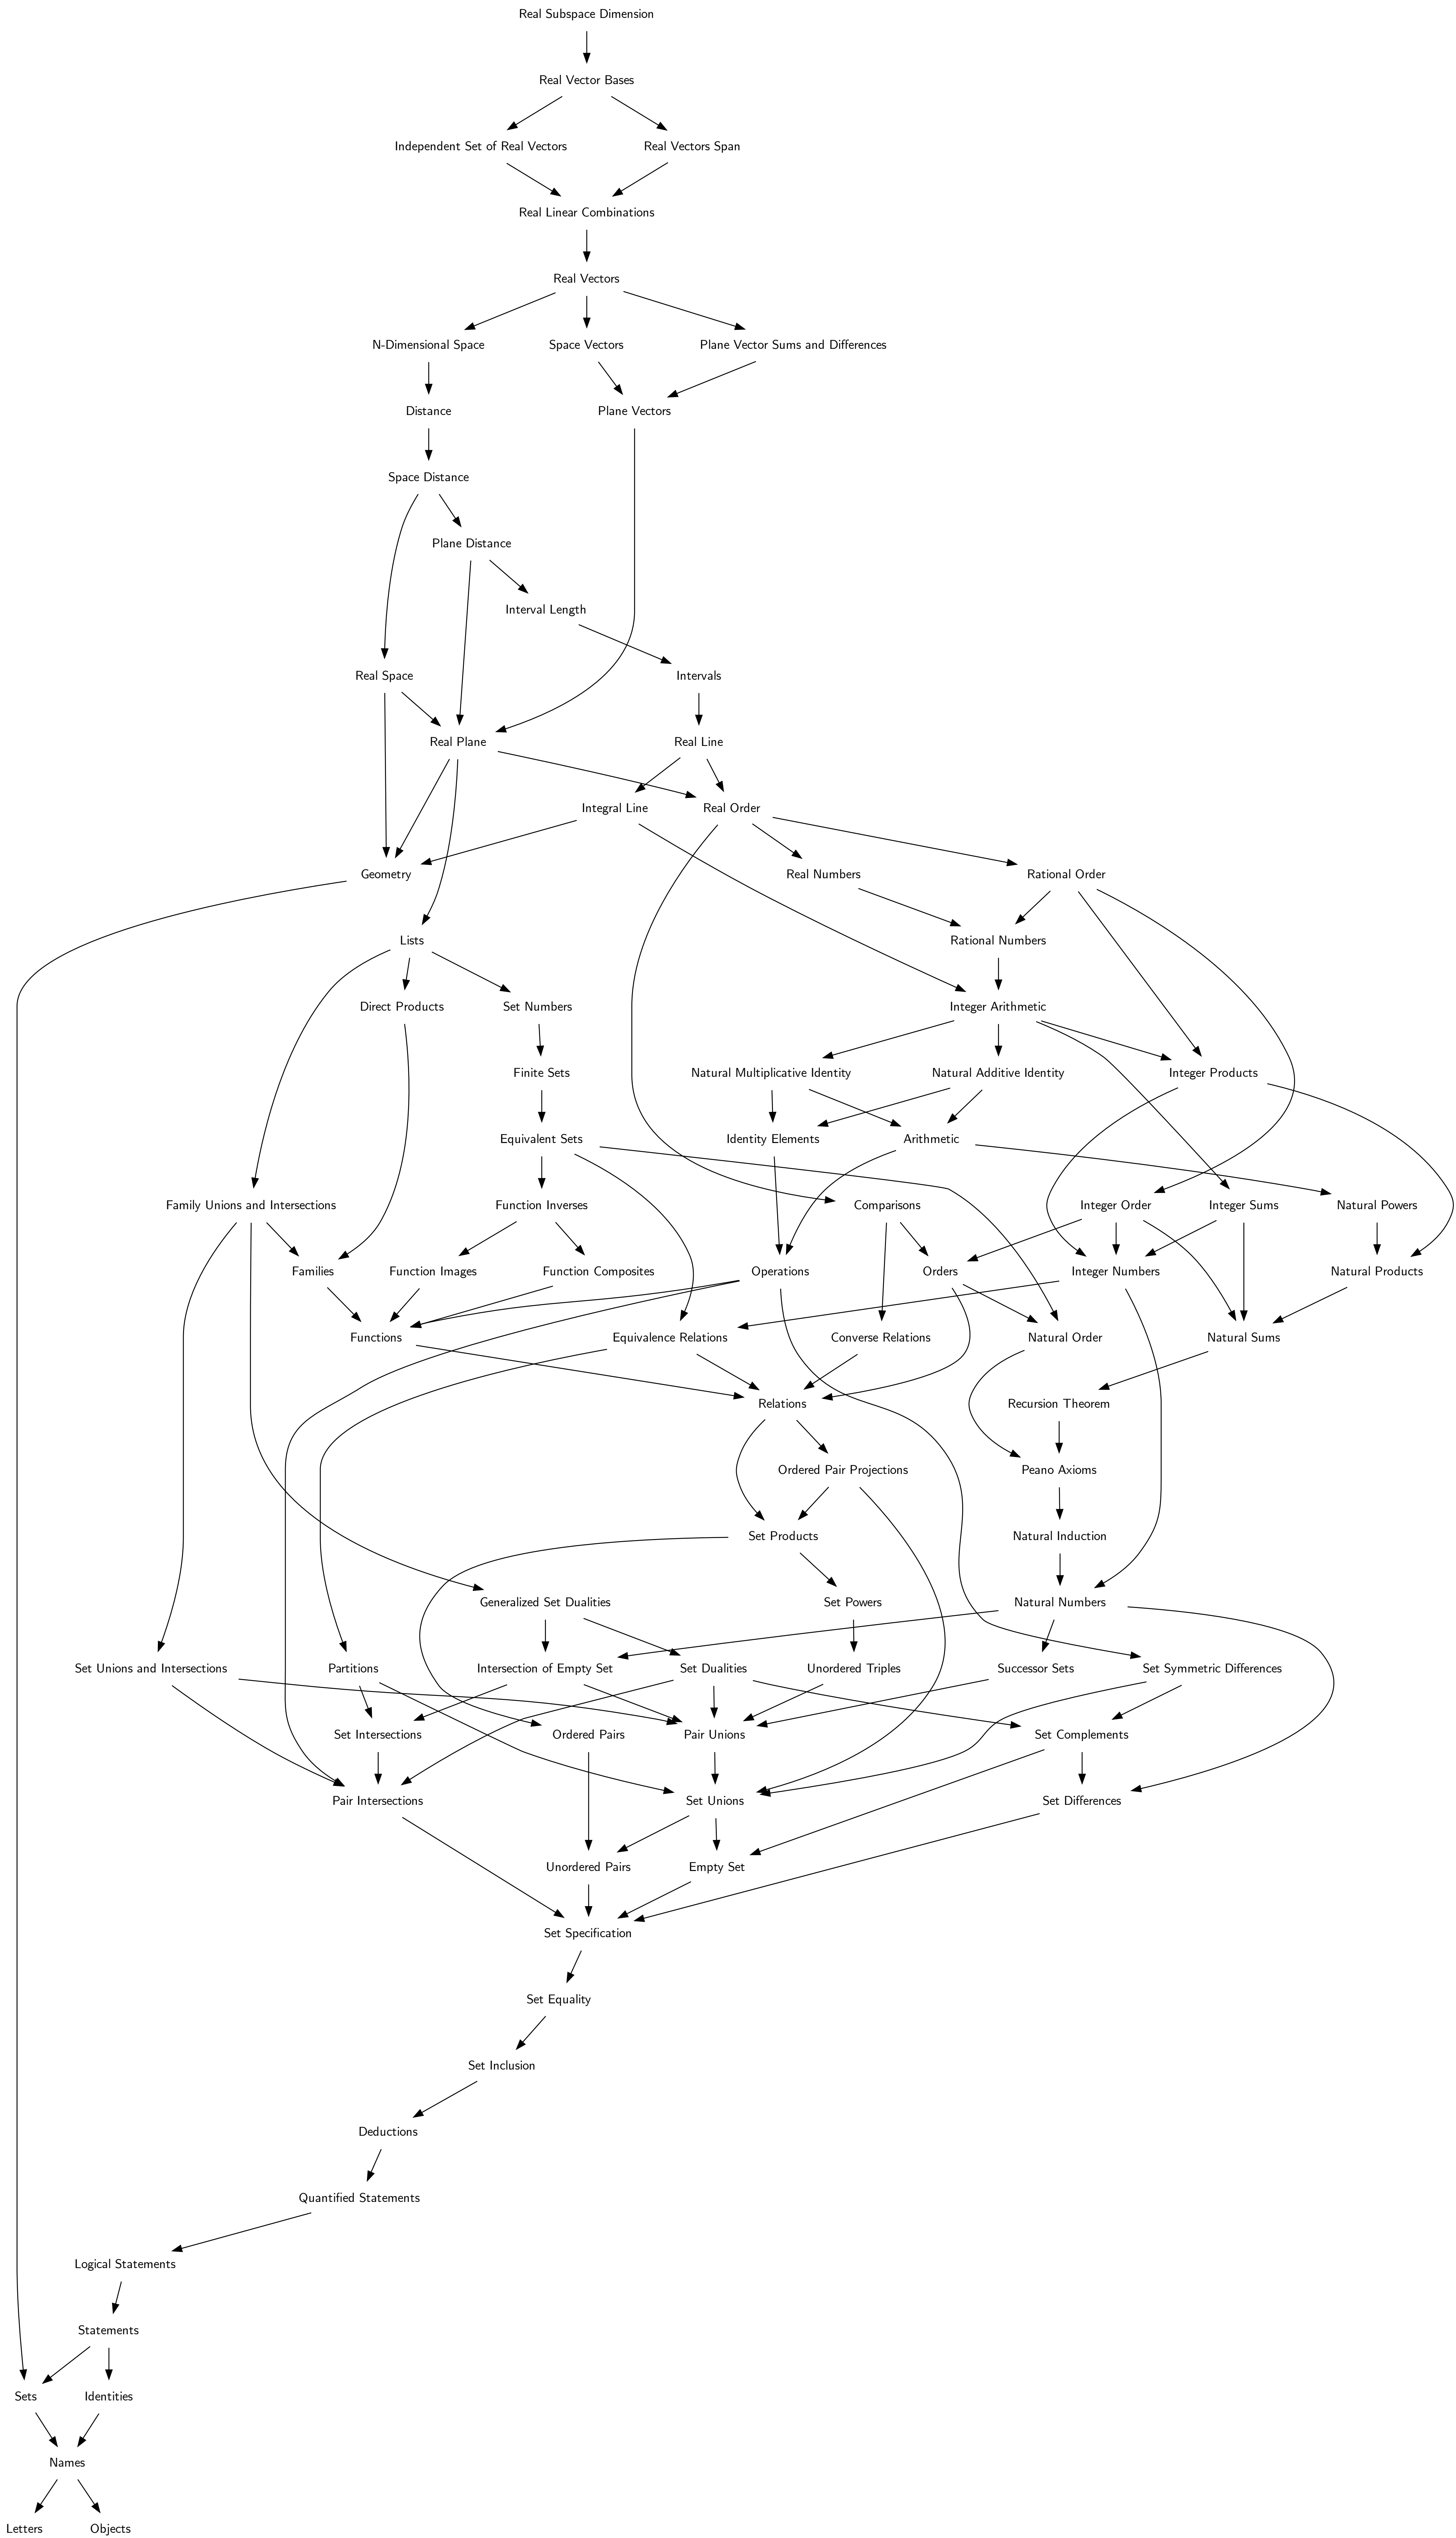 Real Subspace Dimension
Real Vector Bases
Independent Set of Real Vectors
Real Vectors Span
Real Linear Combinations
Real Vectors
N-Dimensional Space
Space Vectors
Plane Vector Sums and Differences
Distance
Plane Vectors
Space Distance
Plane Distance
Interval Length
Real Space
Intervals
Real Plane
Real Line
Integral Line
Real Order
Geometry
Real Numbers
Rational Order
Lists
Rational Numbers
Direct Products
Set Numbers
Integer Arithmetic
Finite Sets
Natural Multiplicative Identity
Natural Additive Identity
Integer Products
Equivalent Sets
Identity Elements
Arithmetic
Family Unions and Intersections
Function Inverses
Comparisons
Integer Order
Integer Sums
Natural Powers
Families
Function Images
Function Composites
Operations
Orders
Integer Numbers
Natural Products
Functions
Equivalence Relations
Converse Relations
Natural Order
Natural Sums
Relations
Recursion Theorem
Ordered Pair Projections
Peano Axioms
Set Products
Natural Induction
Generalized Set Dualities
Set Powers
Natural Numbers
Set Unions and Intersections
Partitions
Intersection of Empty Set
Set Dualities
Unordered Triples
Successor Sets
Set Symmetric Differences
Set Intersections
Ordered Pairs
Pair Unions
Set Complements
Pair Intersections
Set Unions
Set Differences
Unordered Pairs
Empty Set
Set Specification
Set Equality
Set Inclusion
Deductions
Quantified Statements
Logical Statements
Statements
Sets
Identities
Names
Letters
Objects